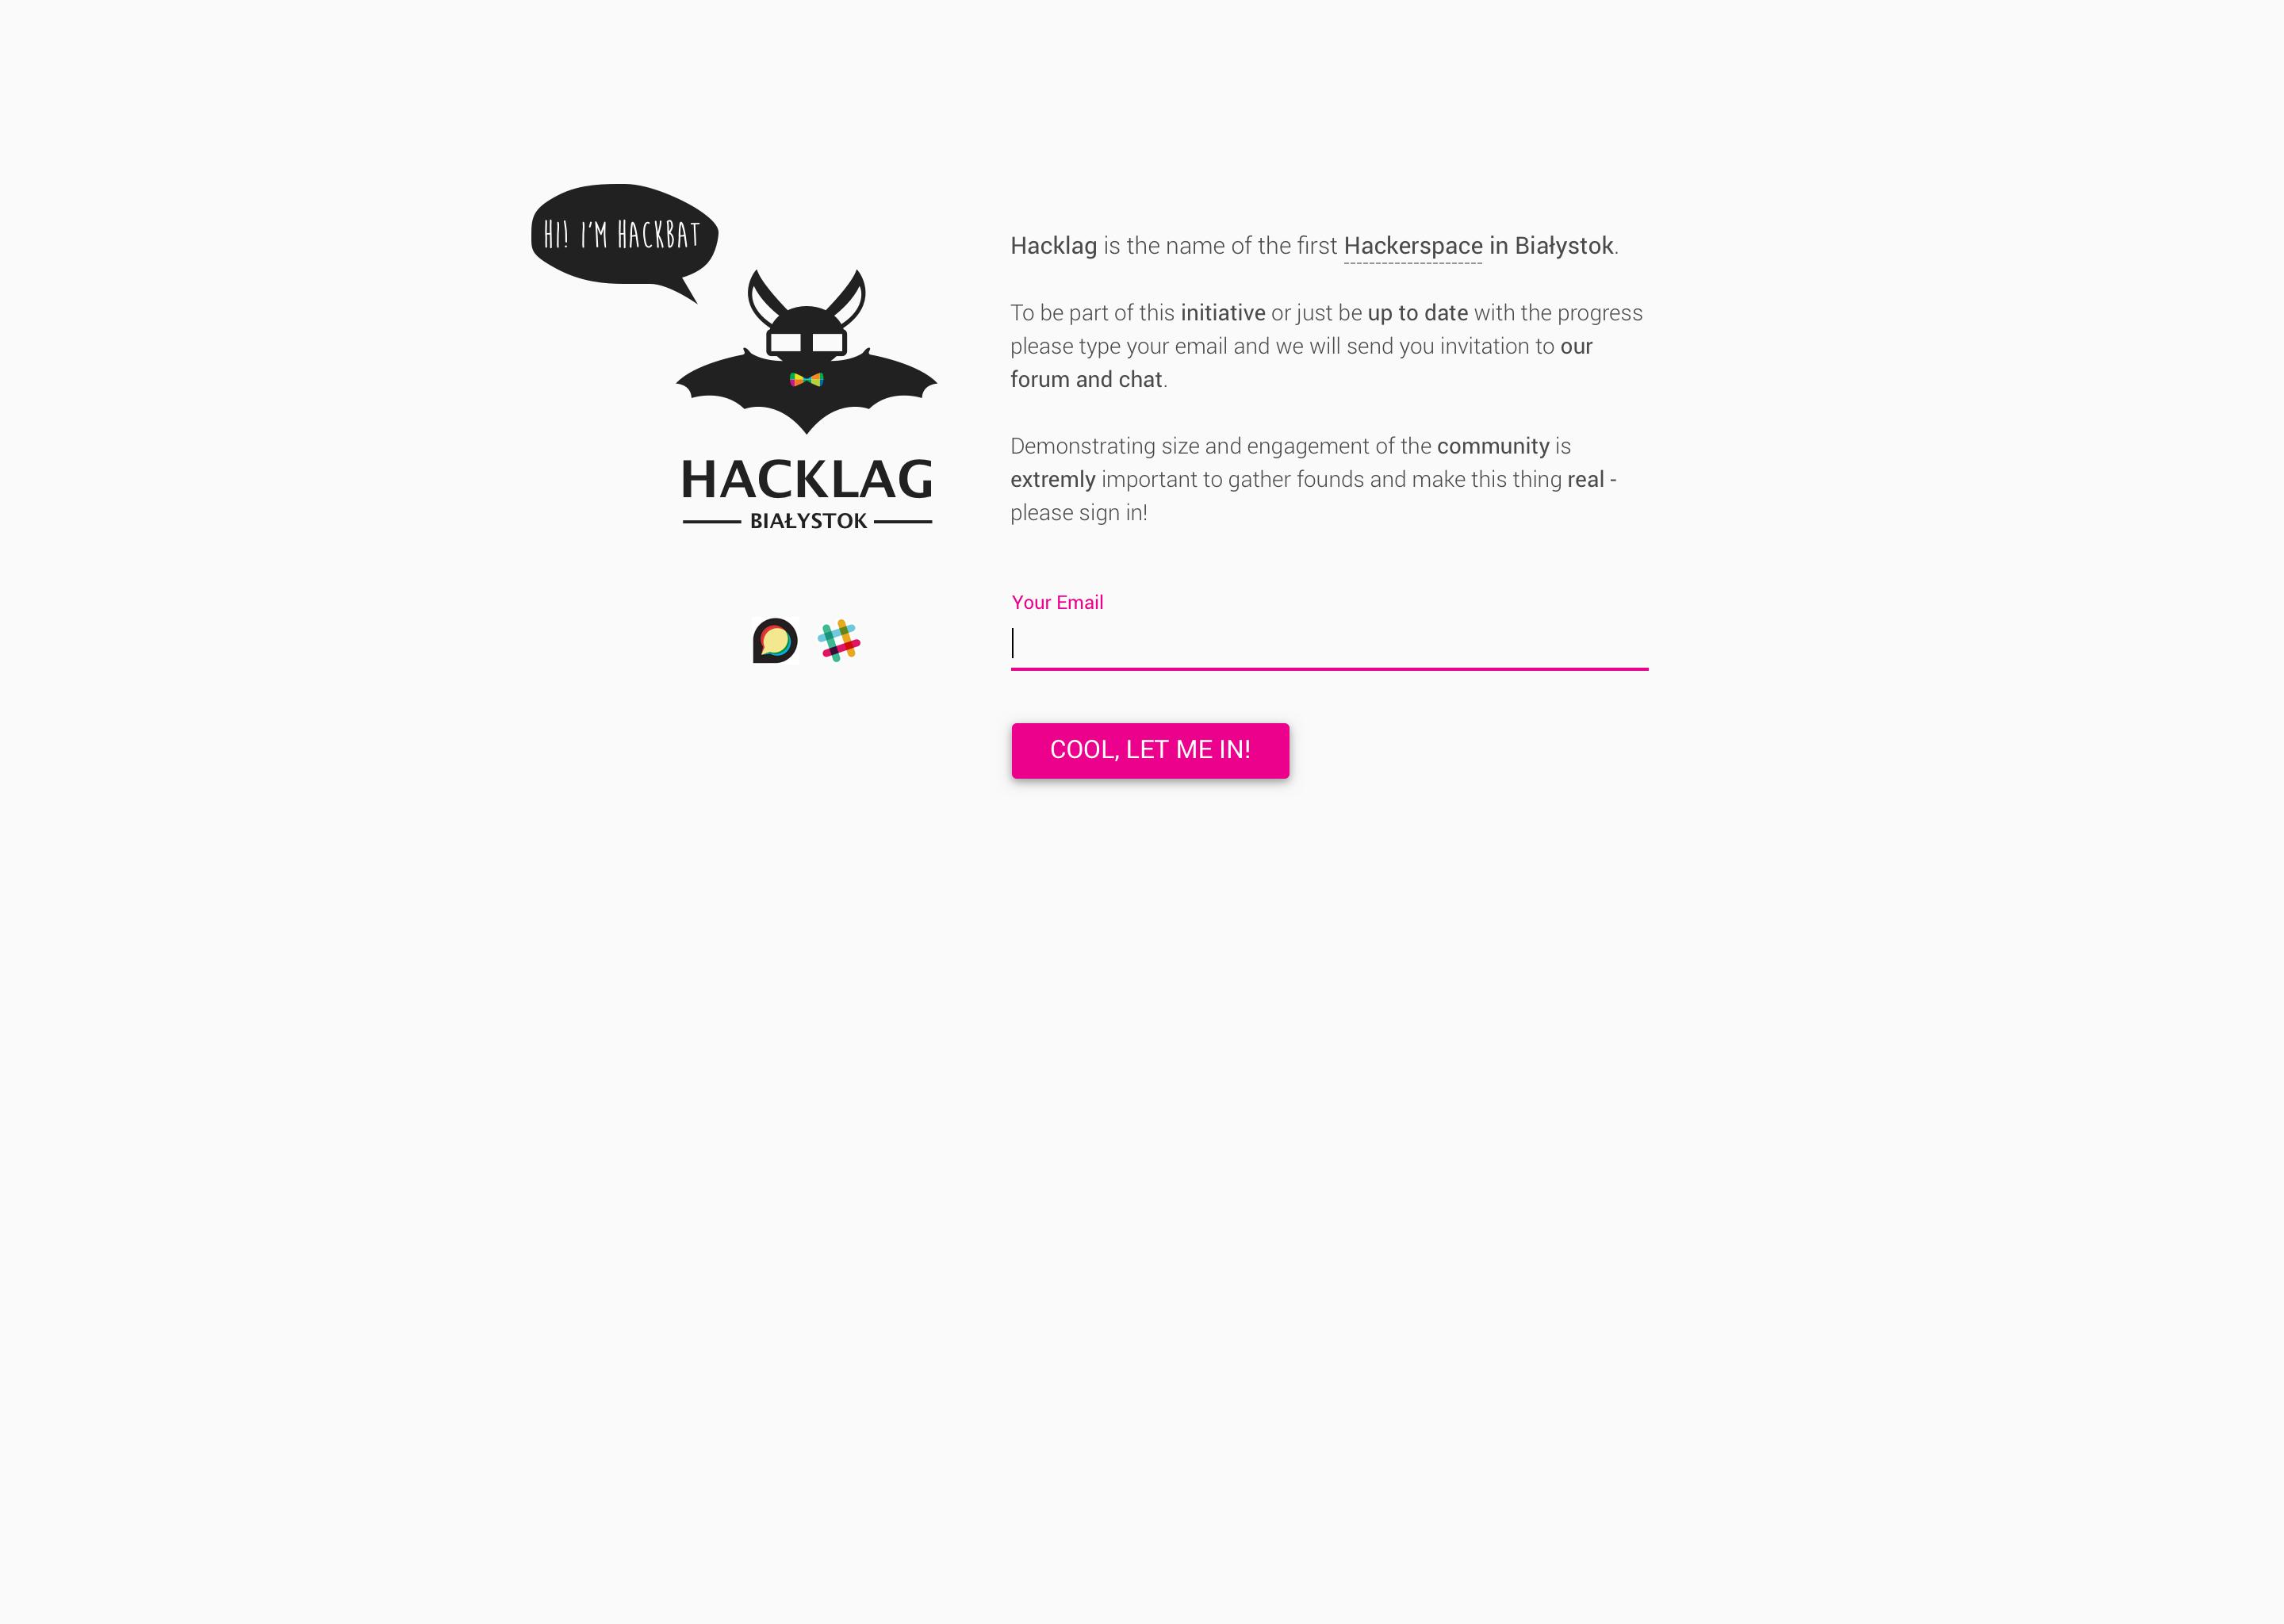 HI! I'M HACKBAT
HACKLAG
BIAŁYSTOK
Hacklag is the name of the first Hackerspace in Białystok.
To be part of this initiative or just be up to date with the progress
please type your email and we will send you invitation to our
forum and chat.
Demonstrating size and engagement of the community is
extremly important to gather founds and make this thing real -
please sign in!
Your Email
COOL, LET ME IN!